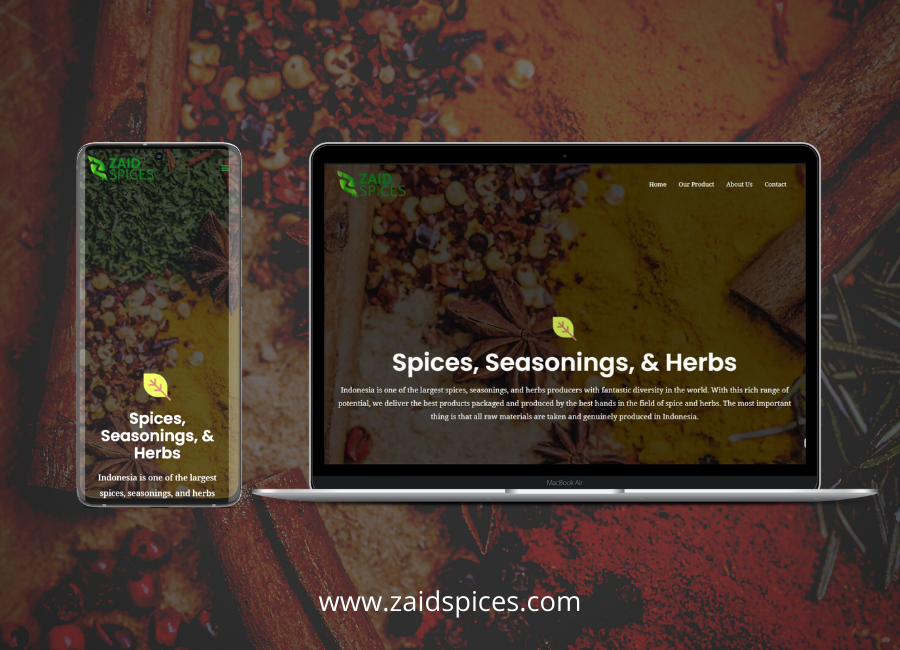 ZAID
SPICES
Spices,
Seasonings, &
Herbs
Indonesia is one of the largest
spices, seasonings, and herbs
ZAID
SPICES
Home Our Product About Us Contact
Spices, Seasonings, & Herbs
Indonesia is one of the largest spices, seasonings, and herbs producers with fantastic diversity in the world. With this rich range of
potential, we deliver the best products packaged and produced by the best hands in the field of spice and herbs. The most important
thing is that all raw materials are taken and genuinely produced in Indonesia.
MacBook Air
www.zaidspices.com